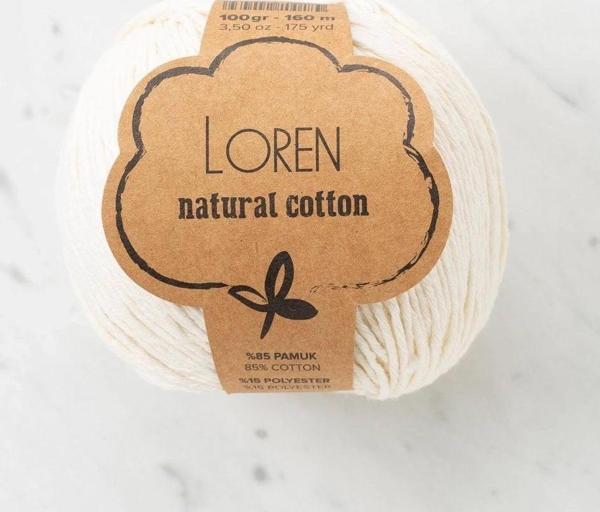 100gr - 160 m
3,50 oz - 175 yrd
LOREN
natural cotton
%85 PAMUK
85% COTTON
%15 POLYESTER
%15 POLYESTER